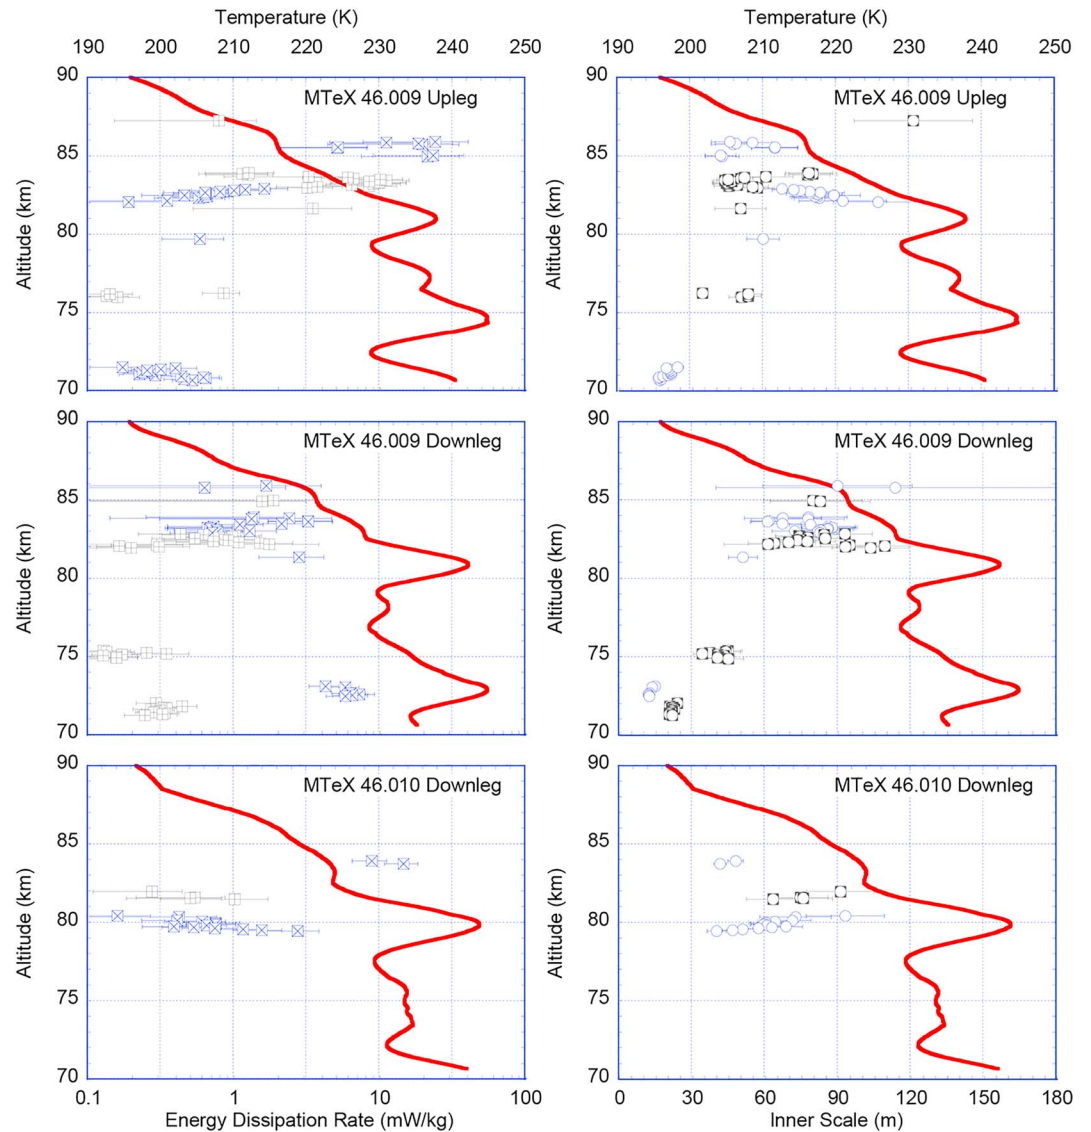 Temperature (K) Temperature (K)
190 200 210 220 230 240 250 190 200 210 220 230 240 250
90 MTeX 46.009 Upleg 90 MTeX 46.009 Upleg
85 85
Altitude (km) 80 Altitude (km) 80
75 75
70 70
90 MTeX 46.009 Downleg 90 MTeX 46.009 Downleg
85 85
Altitude (km) 80 Altitude (km) 80
75 75
70 70
90 MTeX 46.010 Downleg 90 MTeX 46.010 Downleg
85 85
Altitude (km) 80 Altitude (km) 80
75 75
70 70
0.1 1 10 100 0 30 60 90 120 150 180
Energy Dissipation Rate (mW/kg) Inner Scale (m)